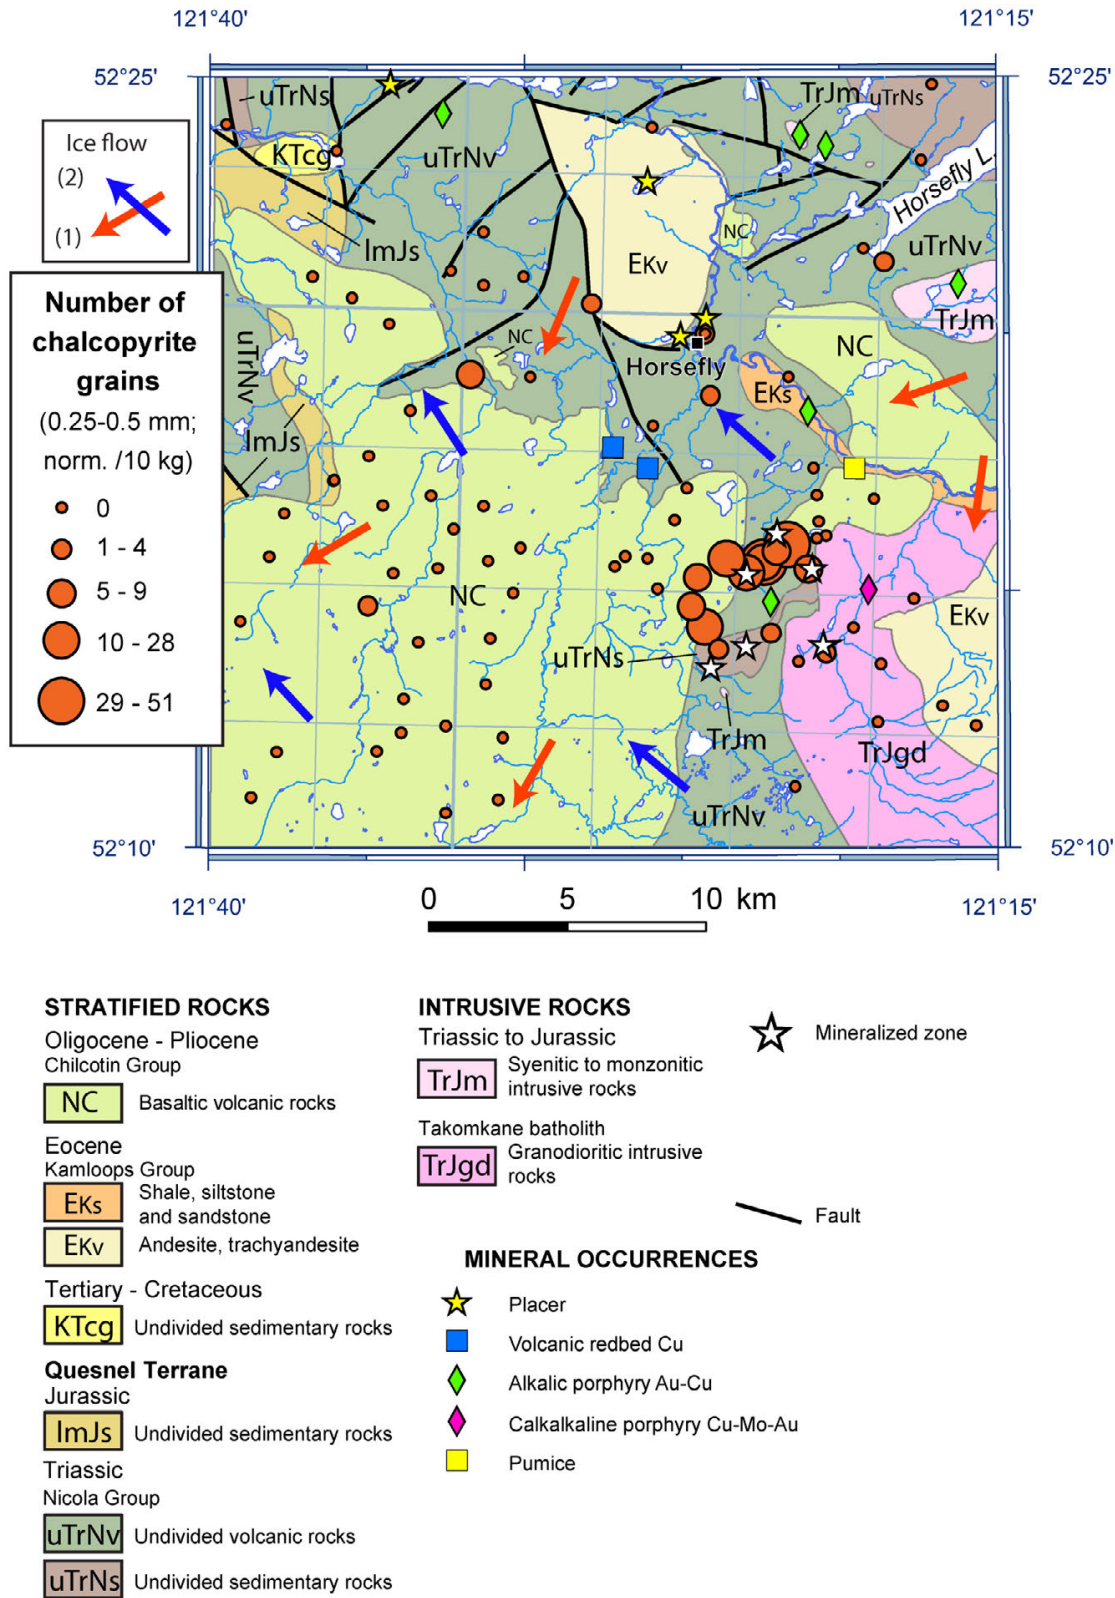 121°40'
121°15'
52°25'
52°25'
uTrNs
TrJm
uTrNs
Ice flow
(2)
(1)
KTcg
uTrNv
Horsefly L.
lmJs
NC
EKv
uTrNv
Number of
chalcopyrite
grains
(0.25-0.5 mm;
norm. /10 kg)
0
1 - 4
5 - 9
10 - 28
29 - 51
TrJm
uTrNv
NC
NC
Horsefly
EKs
lmJs
NC
EKv
uTrNs
TrJm
TrJgd
uTrNv
52°10'
52°10'
121°40'
121°15'
0 5 10 km
STRATIFIED ROCKS
Oligocene - Pliocene
Chilcotin Group
NC Basaltic volcanic rocks
Eocene
Kamloops Group
EKs Shale, siltstone
and sandstone
EKv Andesite, trachyandesite
Tertiary - Cretaceous
KTcg Undivided sedimentary rocks
Quesnel Terrane
Jurassic
lmJs Undivided sedimentary rocks
Triassic
Nicola Group
uTrNv Undivided volcanic rocks
uTrNs Undivided sedimentary rocks
INTRUSIVE ROCKS
Triassic to Jurassic
TrJm Syenitic to monzonitic
intrusive rocks
Takomkane batholith
TrJgd Granodioritic intrusive
rocks
Mineralized zone
Fault
MINERAL OCCURRENCES
Placer
Volcanic redbed Cu
Alkalic porphyry Au-Cu
Calkalkaline porphyry Cu-Mo-Au
Pumice